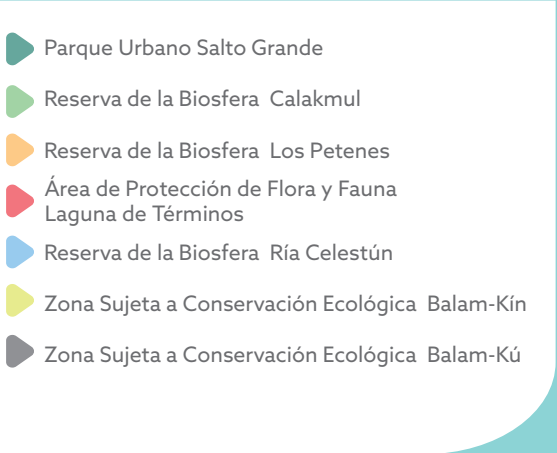 Parque Urbano Salto Grande
Reserva de la Biosfera Calakmul
Reserva de la Biosfera Los Petenes
Área de Protección de Flora y Fauna
Laguna de Términos
Reserva de la Biosfera Ría Celestún
Zona Sujeta a Conservación Ecológica Balam-Kín
Zona Sujeta a Conservación Ecológica Balam-Kú